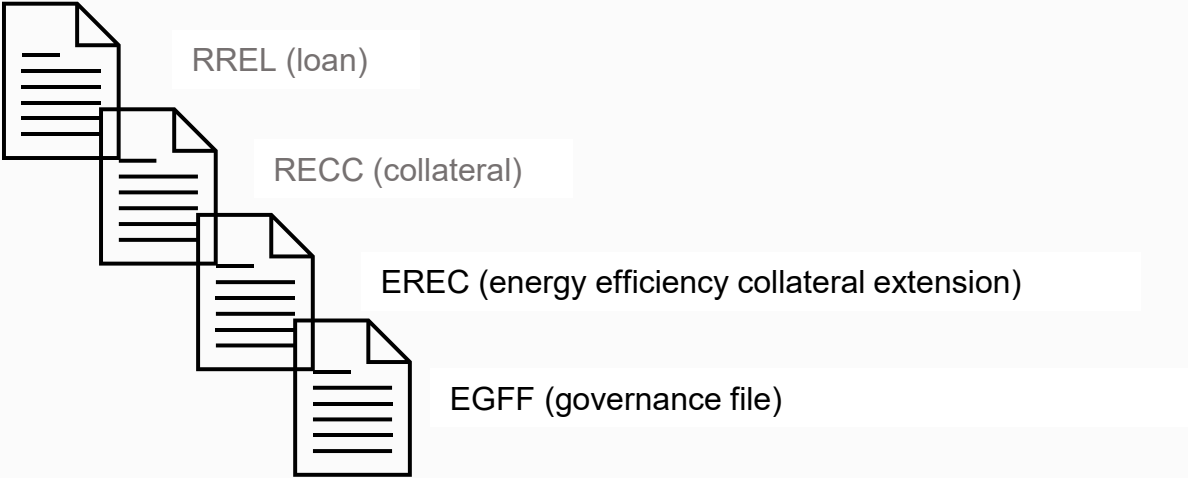 RREL (loan)
RECC (collateral)
EREC (energy efficiency collateral extension)
EGFF (governance file)